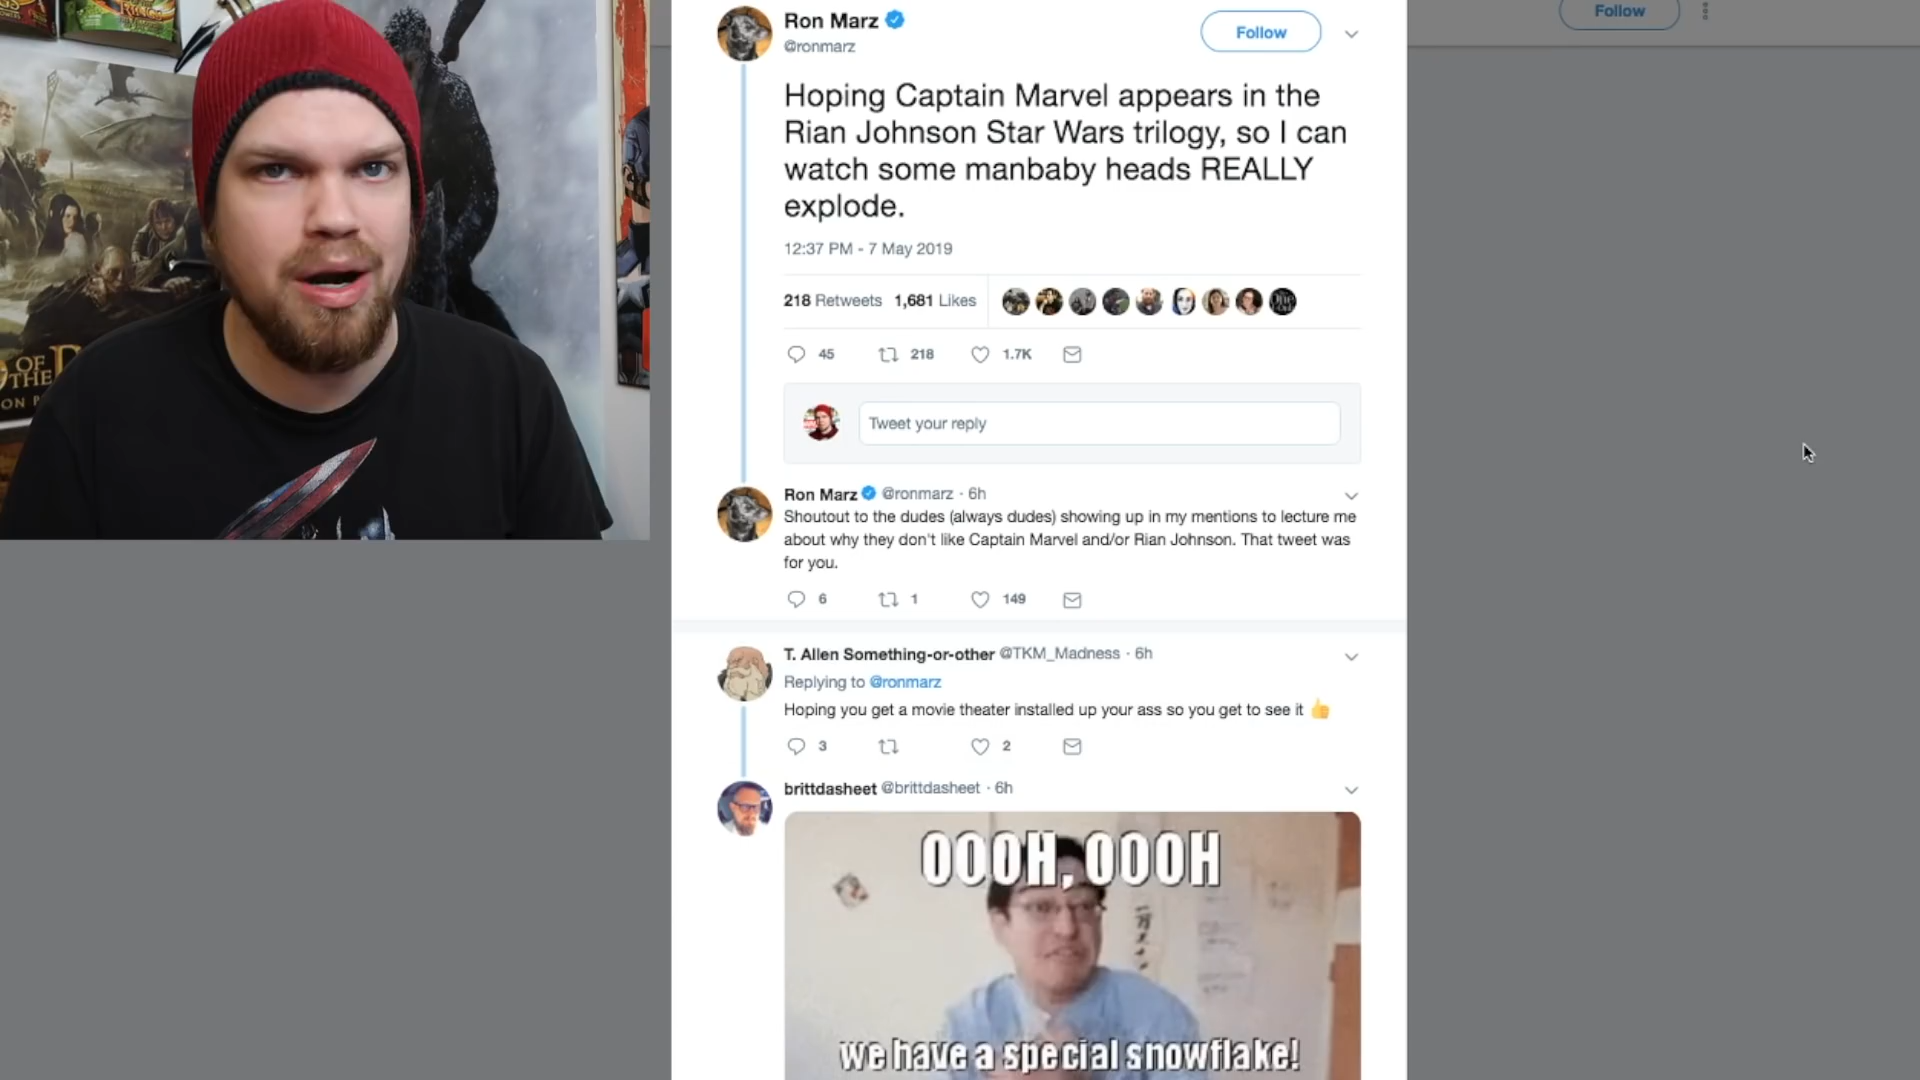 OF
THE
ON P
Ron Marz
@ronmarz
Follow
Follow
Hoping Captain Marvel appears in the
Rian Johnson Star Wars trilogy, so I can
watch some manbaby heads REALLY
explode.
12:37 PM - 7 May 2019
218 Retweets 1,681 Likes
45 218 1.7K
Tweet your reply
Ron Marz @ronmarz · 6h
Shoutout to the dudes (always dudes) showing up in my mentions to lecture me
about why they don't like Captain Marvel and/or Rian Johnson. That tweet was
for you.
6 1 149
T. Allen Something-or-other @TKM_Madness · 6h
Replying to @ronmarz
Hoping you get a movie theater installed up your ass so you get to see it 👍
3 2
brittdasheet @brittdasheet · 6h
OOOH, OOOH
we have a special snowflake!